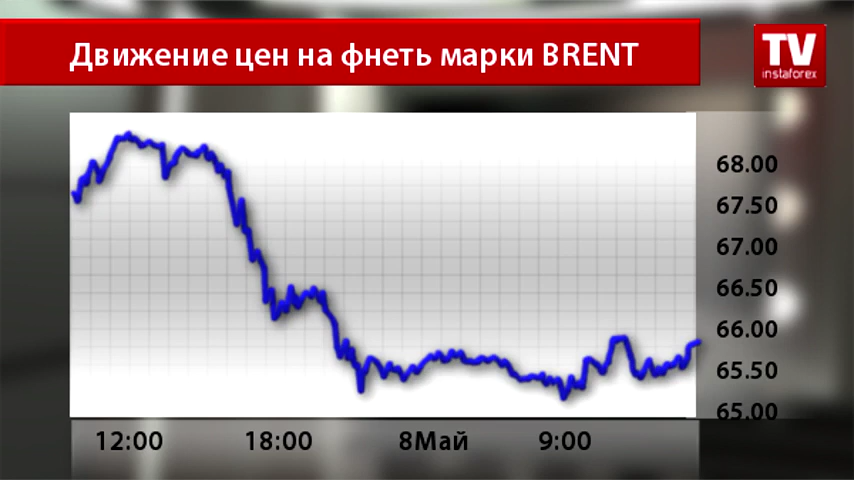 Движение цен на фнеть марки BRENT
TV
instaforex
68.00
67.50
67.00
66.50
66.00
65.50
65.00
12:00 18:00 8Май 9:00